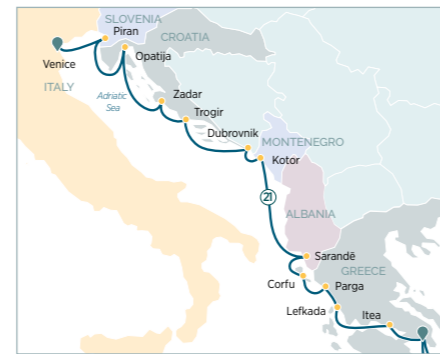 SLOVENIA
Piran
CROATIA
Opatija
Venice
ITALY
Adriatic
Sea
Zadar
Trogir
Dubrovnik
MONTENEGRO
Kotor
21
ALBANIA
Sarandë
GREECE
Corfu
Parga
Lefkada
Itea